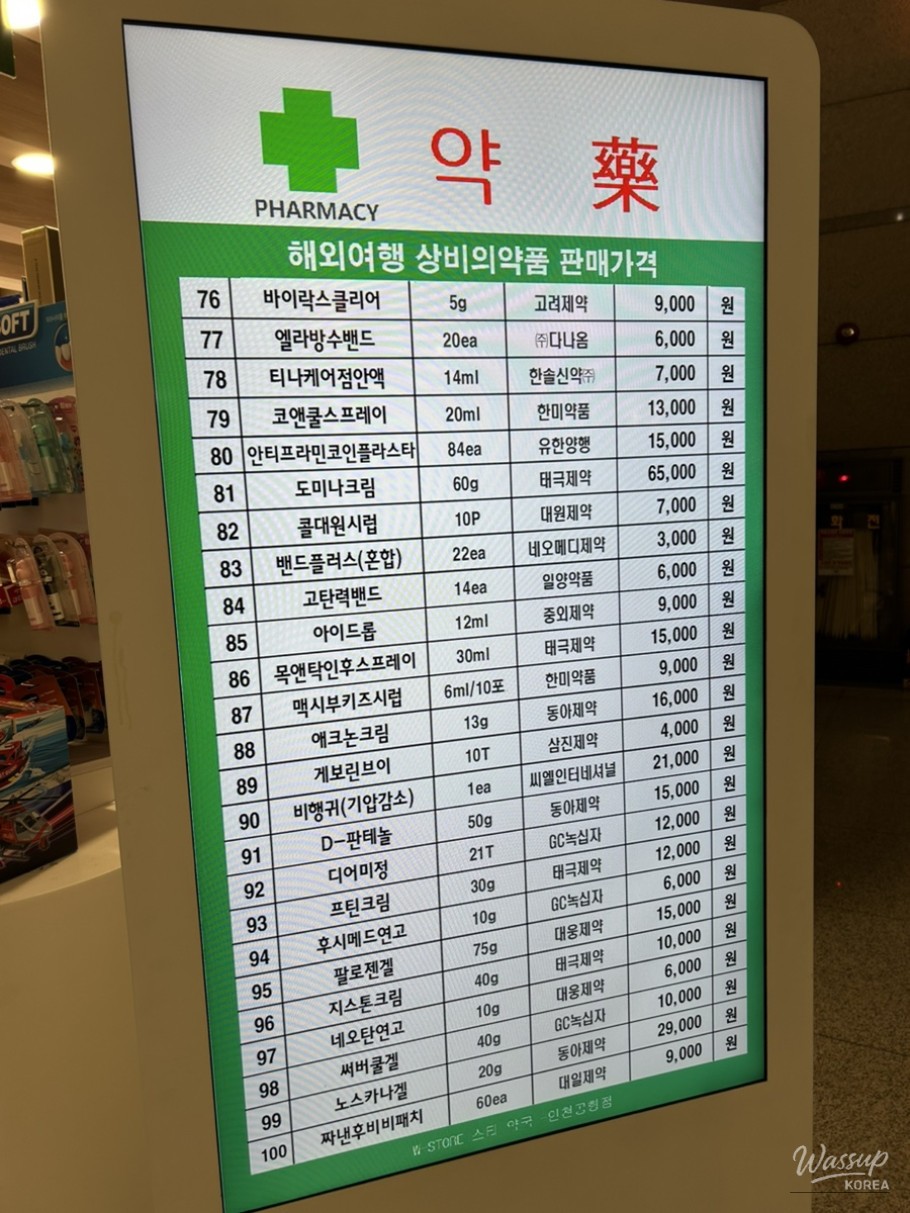 약 藥
PHARMACY
해외여행 상비의약품 판매가격
76 바이락스클리어 5g 고려제약 9,000 원
77 엘라방수밴드 20ea ㈜다나옴 6,000 원
78 티나케어점안액 14ml 한솔신약㈜ 7,000 원
79 코앤쿨스프레이 20ml 한미약품 13,000 원
80 안티프라민코인플라스타 84ea 유한양행 15,000 원
81 도미나크림 60g 태극제약 65,000 원
82 콜대원시럽 10P 대원제약 7,000 원
83 밴드플러스(혼합) 22ea 네오메디제약 3,000 원
84 고탄력밴드 14ea 일양약품 6,000 원
85 아이드롭 12ml 중외제약 9,000 원
86 목앤탁인후스프레이 30ml 태극제약 15,000 원
87 맥시부키즈시럽 6ml/10포 한미약품 9,000 원
88 애크논크림 13g 동아제약 16,000 원
89 게보린브이 10T 삼진제약 4,000 원
90 비행귀(기압감소) 1ea 씨엘인터네셔널 21,000 원
91 D-판테놀 50g 동아제약 15,000 원
92 디어미정 21T GC녹십자 12,000 원
93 프틴크림 30g 태극제약 12,000 원
94 후시메드연고 10g GC녹십자 6,000 원
95 팔로젠겔 75g 대웅제약 15,000 원
96 지스톤크림 40g 태극제약 10,000 원
97 네오탄연고 10g 대웅제약 6,000 원
98 써버쿨겔 40g GC녹십자 10,000 원
99 노스카나겔 20g 동아제약 29,000 원
100 짜낸후비비패치 60ea 대일제약 9,000 원
W-STORE 스타 약국 -인천공항점
SOFT
DENTAL BRUSH
Wassup
KOREA